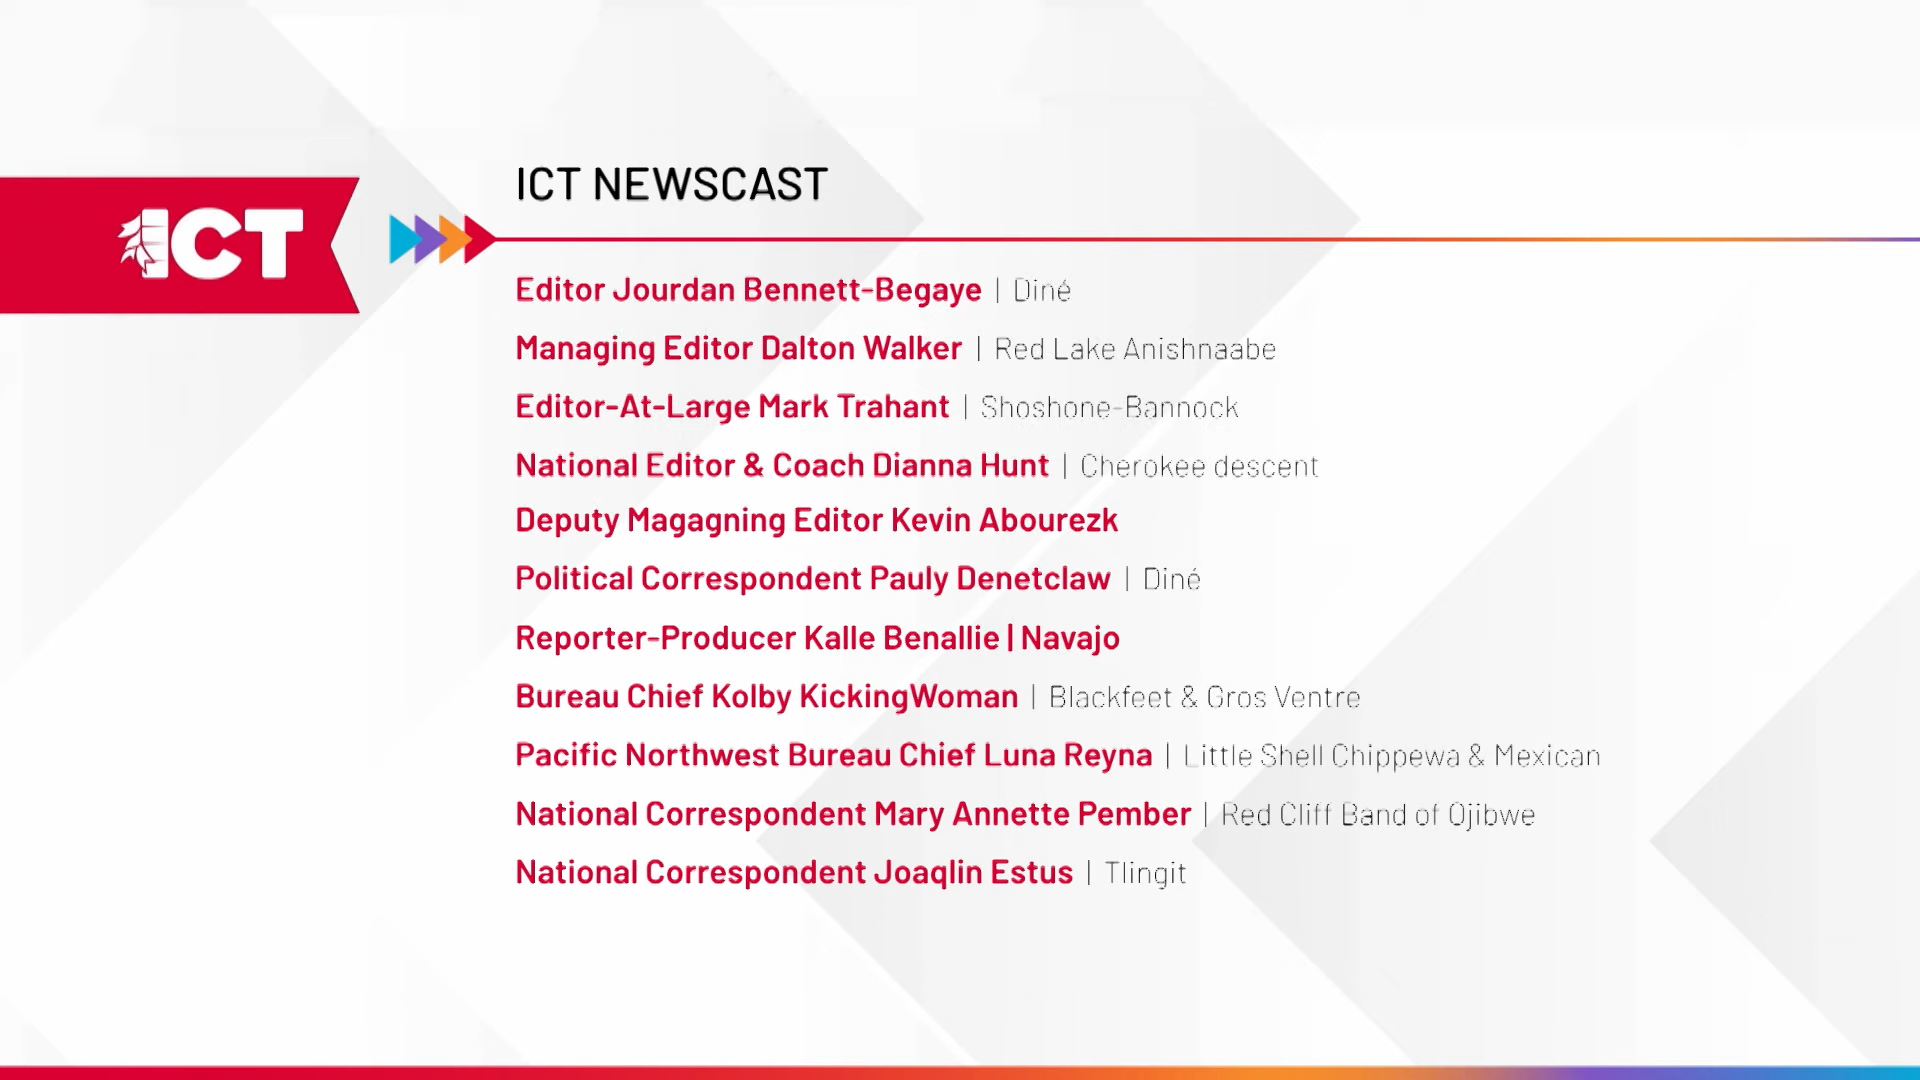 ICT NEWSCAST
ICT
Editor Jourdan Bennett-Begaye | Diné
Managing Editor Dalton Walker | Red Lake Anishnaabe
Editor-At-Large Mark Trahant | Shoshone-Bannock
National Editor & Coach Dianna Hunt | Cherokee descent
Deputy Magagning Editor Kevin Abourezk
Political Correspondent Pauly Denetclaw | Diné
Reporter-Producer Kalle Benallie | Navajo
Bureau Chief Kolby KickingWoman | Blackfeet & Gros Ventre
Pacific Northwest Bureau Chief Luna Reyna | Little Shell Chippewa & Mexican
National Correspondent Mary Annette Pember | Red Cliff Band of Ojibwe
National Correspondent Joaqlin Estus | Tlingit